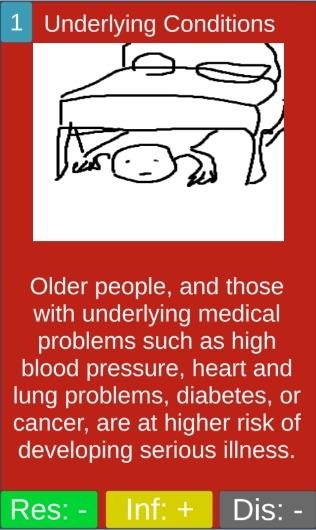 1 Underlying Conditions
Older people, and those
with underlying medical
problems such as high
blood pressure, heart and
lung problems, diabetes, or
cancer, are at higher risk of
developing serious illness.
Res: - Inf: + Dis: -